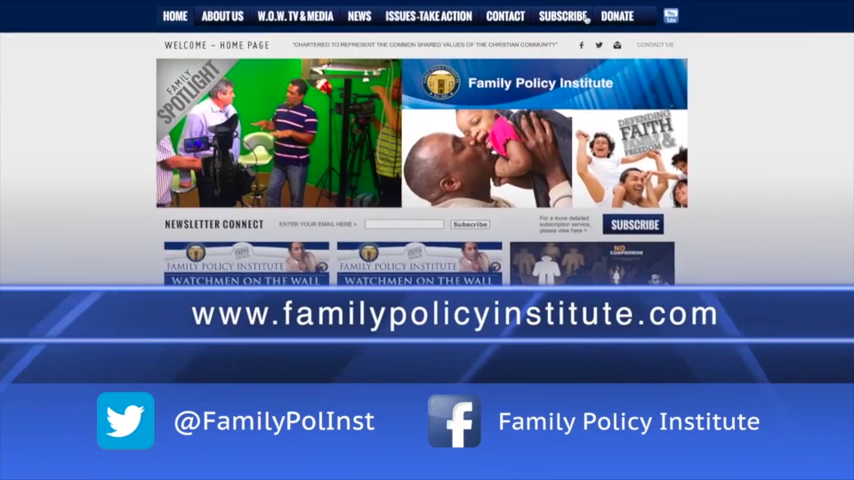 HOME ABOUT US W.O.W. TV & MEDIA NEWS ISSUES-TAKE ACTION CONTACT SUBSCRIBE DONATE You Tube
WELCOME – HOME PAGE "CHARTERED TO REPRESENT THE COMMON SHARED VALUES OF THE CHRISTIAN COMMUNITY" CONTACT US
FAMILY
SPOTLIGHT
Family Policy Institute
DEFENDING
FAITH
FAMILY &
FREEDOM
NEWSLETTER CONNECT ENTER YOUR EMAIL HERE > Subscribe
For a more detailed
subscription service,
please view here >
SUBSCRIBE
FAMILY POLICY INSTITUTE
WATCHMEN ON THE WALL
FAMILY POLICY INSTITUTE
WATCHMEN ON THE WALL
NO
COMPROMISE
www.familypolicyinstitute.com
@FamilyPolInst
Family Policy Institute